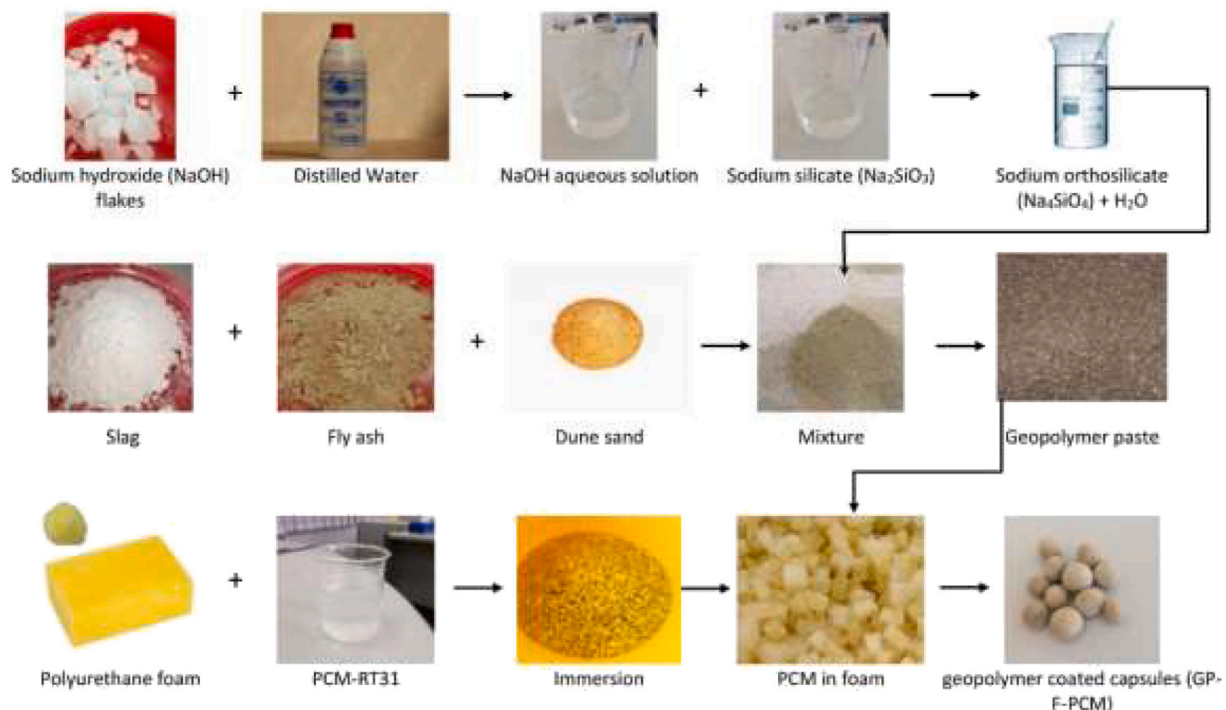 +
+
Sodium hydroxide (NaOH)
flakes
Distilled Water
NaOH aqueous solution
Sodium silicate (Na₂SiO₃)
Sodium orthosilicate
(Na₄SiO₄) + H₂O
+
+
Slag
Fly ash
Dune sand
Mixture
Geopolymer paste
+
Polyurethane foam
PCM-RT31
Immersion
PCM in foam
geopolymer coated capsules (GP-
F-PCM)